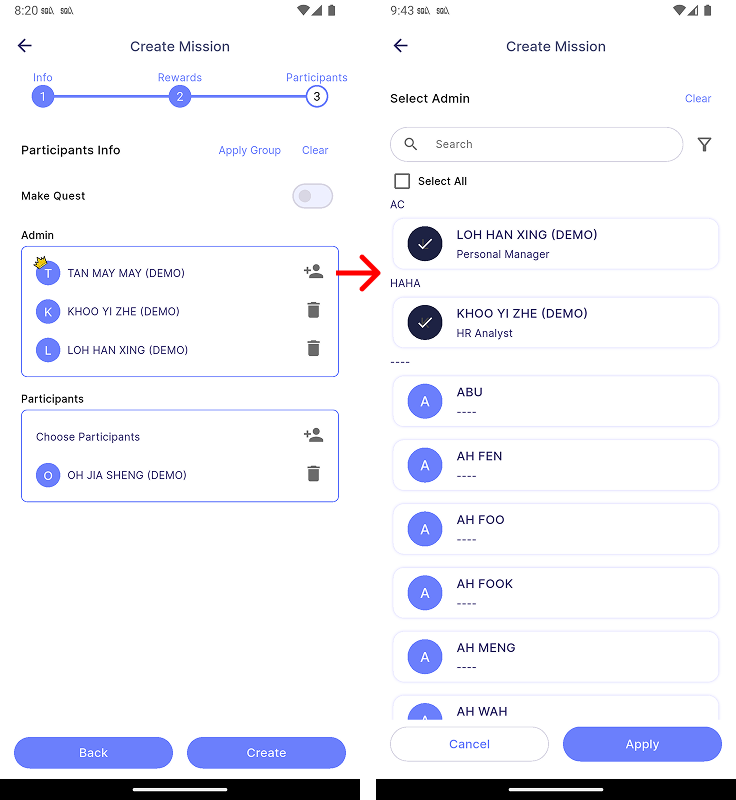 8:20
Create Mission
Info Rewards Participants
1 2 3
Participants Info Apply Group Clear
Make Quest
Admin
T TAN MAY MAY (DEMO)
K KHOO YI ZHE (DEMO)
L LOH HAN XING (DEMO)
Participants
Choose Participants
O OH JIA SHENG (DEMO)
Back Create
9:43
Create Mission
Select Admin Clear
Search
Select All
AC
LOH HAN XING (DEMO)
Personal Manager
HAHA
KHOO YI ZHE (DEMO)
HR Analyst
----
A ABU
----
A AH FEN
----
A AH FOO
----
A AH FOOK
----
A AH MENG
----
A AH WAH
Cancel Apply